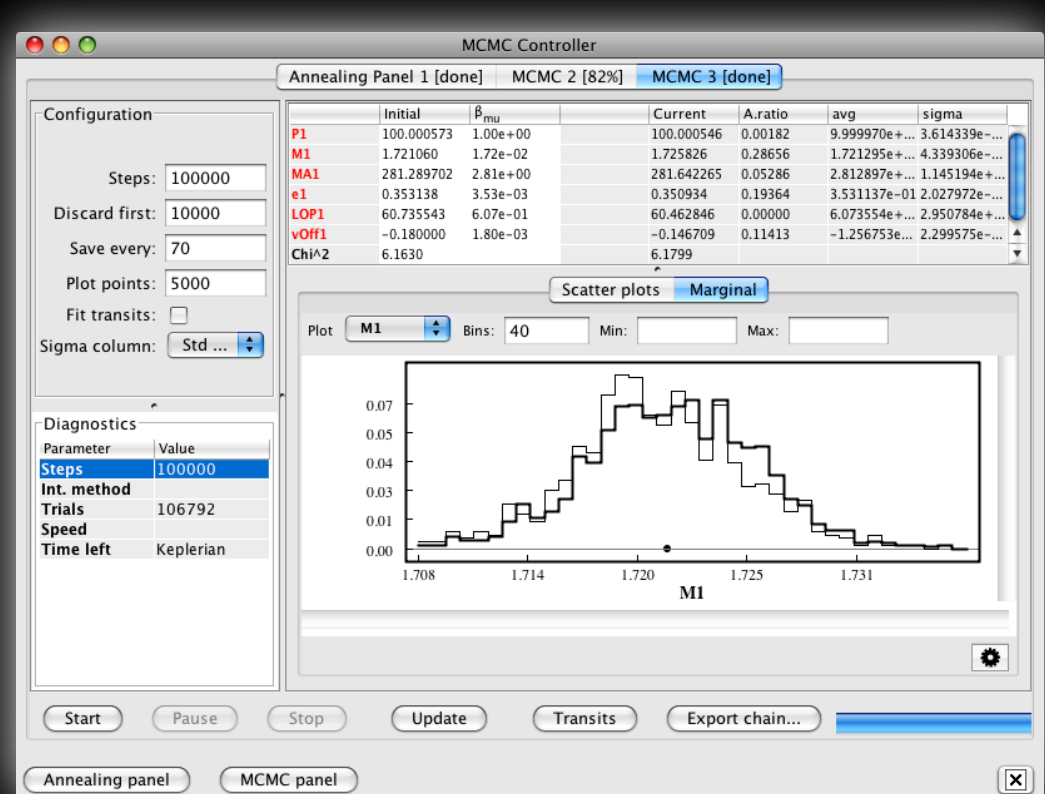 MCMC Controller
Annealing Panel 1 [done] MCMC 2 [82%] MCMC 3 [done]
Configuration
Steps: 100000
Discard first: 10000
Save every: 70
Plot points: 5000
Fit transits:
Sigma column: Std ...
Diagnostics
Parameter Value
Steps 100000
Int. method
Trials 106792
Speed
Time left Keplerian
Initial βmu Current A.ratio avg sigma
P1 100.000573 1.00e+00 100.000546 0.00182 9.999970e+... 3.614339e-...
M1 1.721060 1.72e-02 1.725826 0.28656 1.721295e+... 4.339306e-...
MA1 281.289702 2.81e+00 281.642265 0.05286 2.812897e+... 1.145194e+...
e1 0.353138 3.53e-03 0.350934 0.19364 3.531137e-01 2.027972e-...
LOP1 60.735543 6.07e-01 60.462846 0.00000 6.073554e+... 2.950784e+...
vOff1 -0.180000 1.80e-03 -0.146709 0.11413 -1.256753e... 2.299575e-...
Chi^2 6.1630 6.1799
Scatter plots Marginal
Plot M1 Bins: 40 Min: Max:
0.07
0.05
0.04
0.03
0.01
0.00
1.708 1.714 1.720 1.725 1.731
M1
Start Pause Stop Update Transits Export chain...
Annealing panel MCMC panel